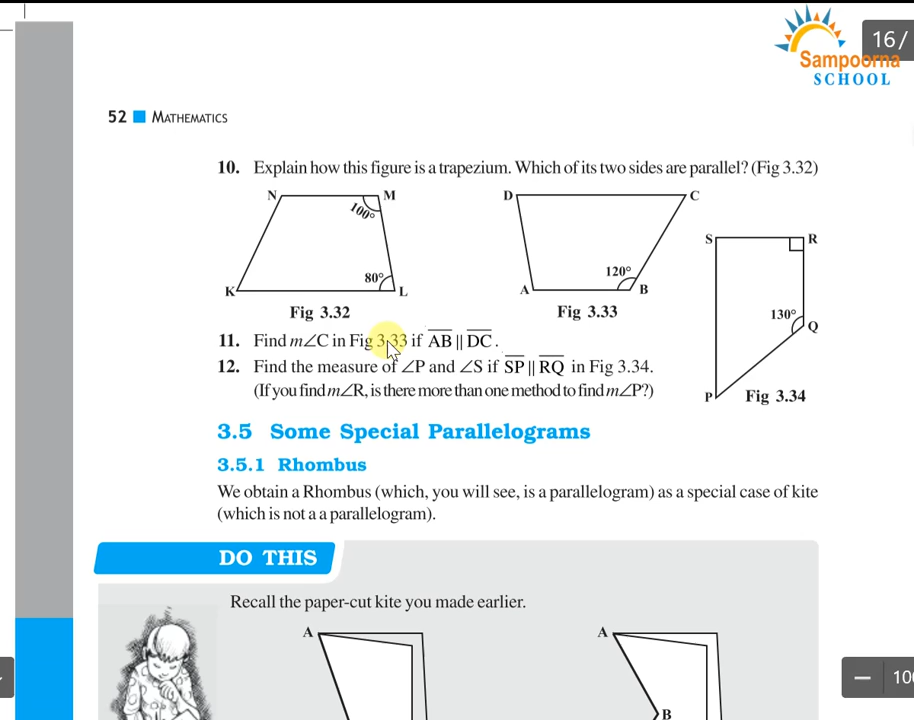 16/
Sampoorna
SCHOOL
52 MATHEMATICS
10. Explain how this figure is a trapezium. Which of its two sides are parallel? (Fig 3.32)
N M
100°
80°
K L
Fig 3.32
D C
120°
A B
Fig 3.33
S R
130°
Q
P Fig 3.34
11. Find m∠C in Fig 3.33 if AB || DC .
12. Find the measure of ∠P and ∠S if SP || RQ in Fig 3.34.
(If you find m∠R, is there more than one method to find m∠P?)
3.5 Some Special Parallelograms
3.5.1 Rhombus
We obtain a Rhombus (which, you will see, is a parallelogram) as a special case of kite
(which is not a a parallelogram).
DO THIS
Recall the paper-cut kite you made earlier.
A A
B
10